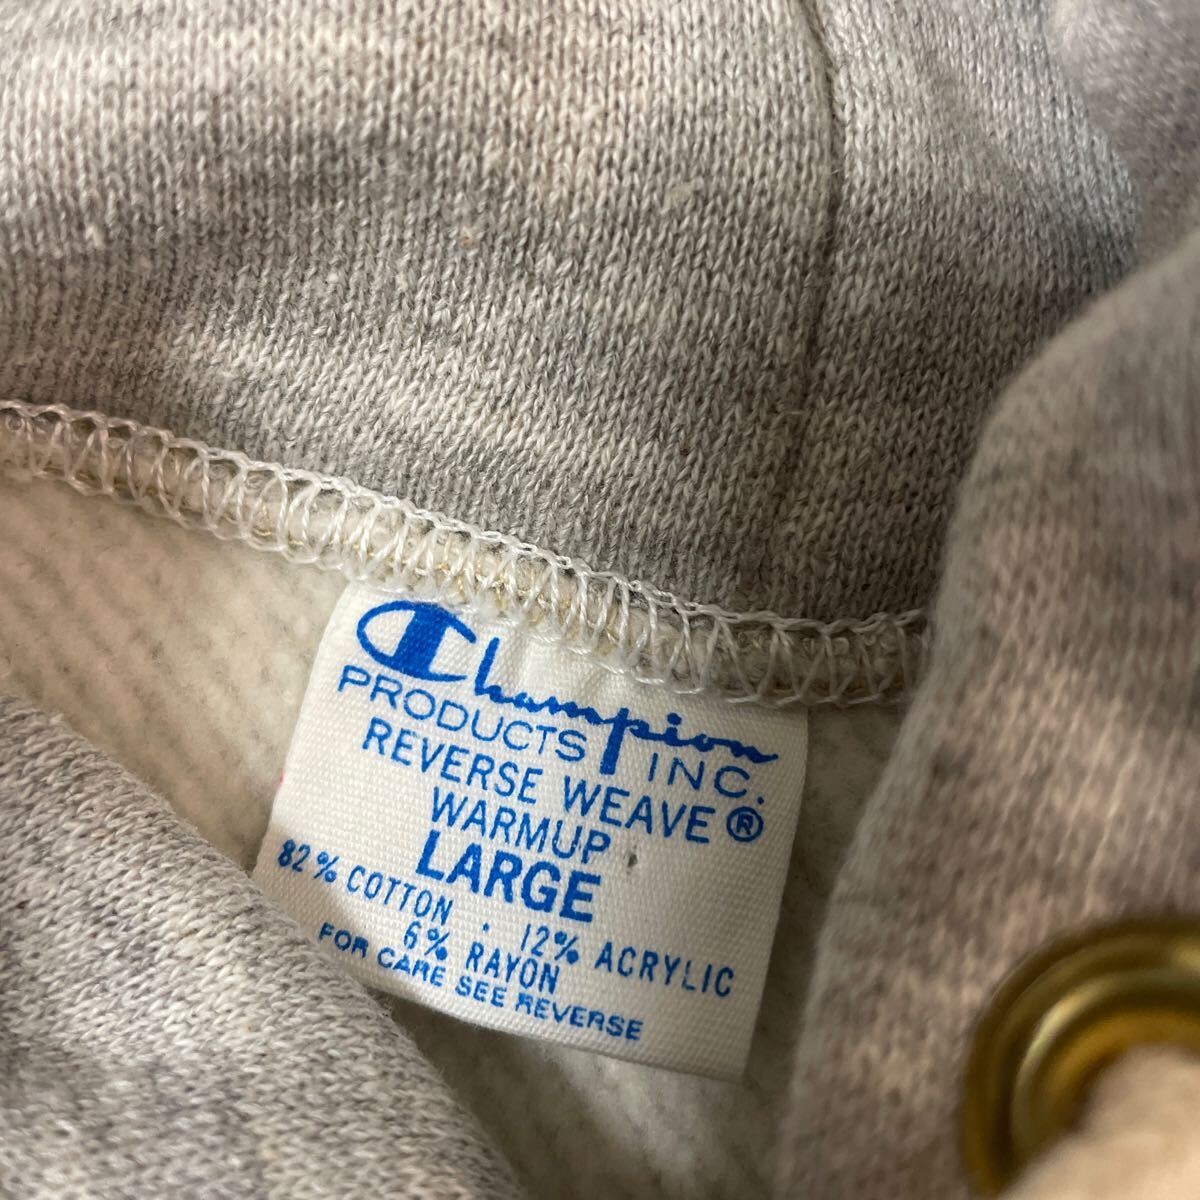 Champion
PRODUCTS INC.
REVERSE WEAVE®
WARMUP
LARGE
82% COTTON . 12% ACRYLIC
6% RAYON
FOR CARE SEE REVERSE